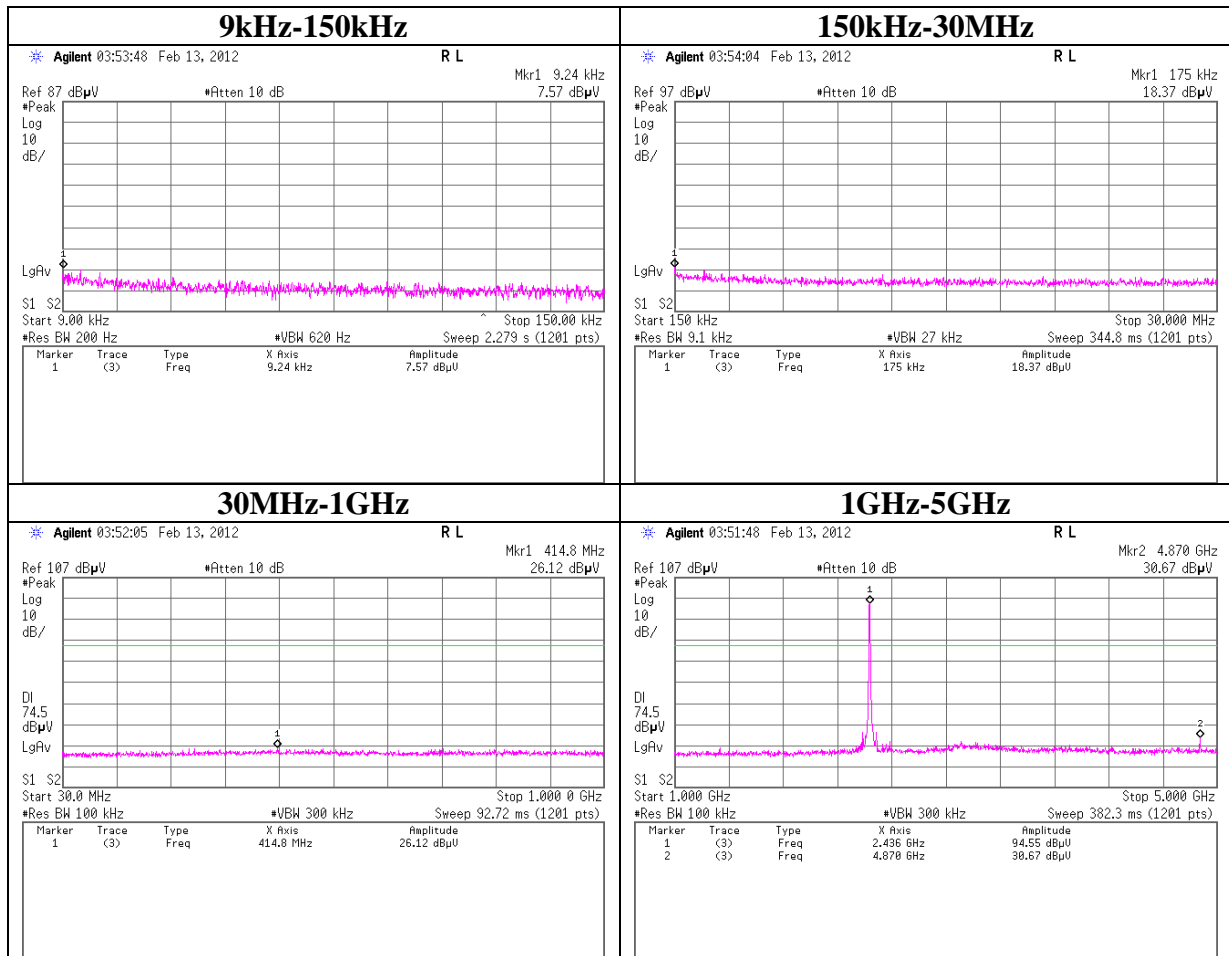 9kHz-150kHz
Agilent 03:53:48 Feb 13, 2012 R L
Mkr1 9.24 kHz
Ref 87 dBµV #Atten 10 dB 7.57 dBµV
#Peak
Log
10
dB/
1
LgAv
S1 S2
Start 9.00 kHz ^ Stop 150.00 kHz
#Res BW 200 Hz #VBW 620 Hz Sweep 2.279 s (1201 pts)
Marker Trace Type X Axis Amplitude
1 (3) Freq 9.24 kHz 7.57 dBµV
150kHz-30MHz
Agilent 03:54:04 Feb 13, 2012 R L
Mkr1 175 kHz
Ref 97 dBµV #Atten 10 dB 18.37 dBµV
#Peak
Log
10
dB/
1
LgAv
S1 S2
Start 150 kHz Stop 30.000 MHz
#Res BW 9.1 kHz #VBW 27 kHz Sweep 344.8 ms (1201 pts)
Marker Trace Type X Axis Amplitude
1 (3) Freq 175 kHz 18.37 dBµV
30MHz-1GHz
Agilent 03:52:05 Feb 13, 2012 R L
Mkr1 414.8 MHz
Ref 107 dBµV #Atten 10 dB 26.12 dBµV
#Peak
Log
10
dB/
DI
74.5
dBµV
1
LgAv
S1 S2
Start 30.0 MHz Stop 1.000 0 GHz
#Res BW 100 kHz #VBW 300 kHz Sweep 92.72 ms (1201 pts)
Marker Trace Type X Axis Amplitude
1 (3) Freq 414.8 MHz 26.12 dBµV
1GHz-5GHz
Agilent 03:51:48 Feb 13, 2012 R L
Mkr2 4.870 GHz
Ref 107 dBµV #Atten 10 dB 30.67 dBµV
#Peak
1
Log
10
dB/
DI
74.5
dBµV
2
LgAv
S1 S2
Start 1.000 GHz Stop 5.000 GHz
#Res BW 100 kHz #VBW 300 kHz Sweep 382.3 ms (1201 pts)
Marker Trace Type X Axis Amplitude
1 (3) Freq 2.436 GHz 94.55 dBµV
2 (3) Freq 4.870 GHz 30.67 dBµV